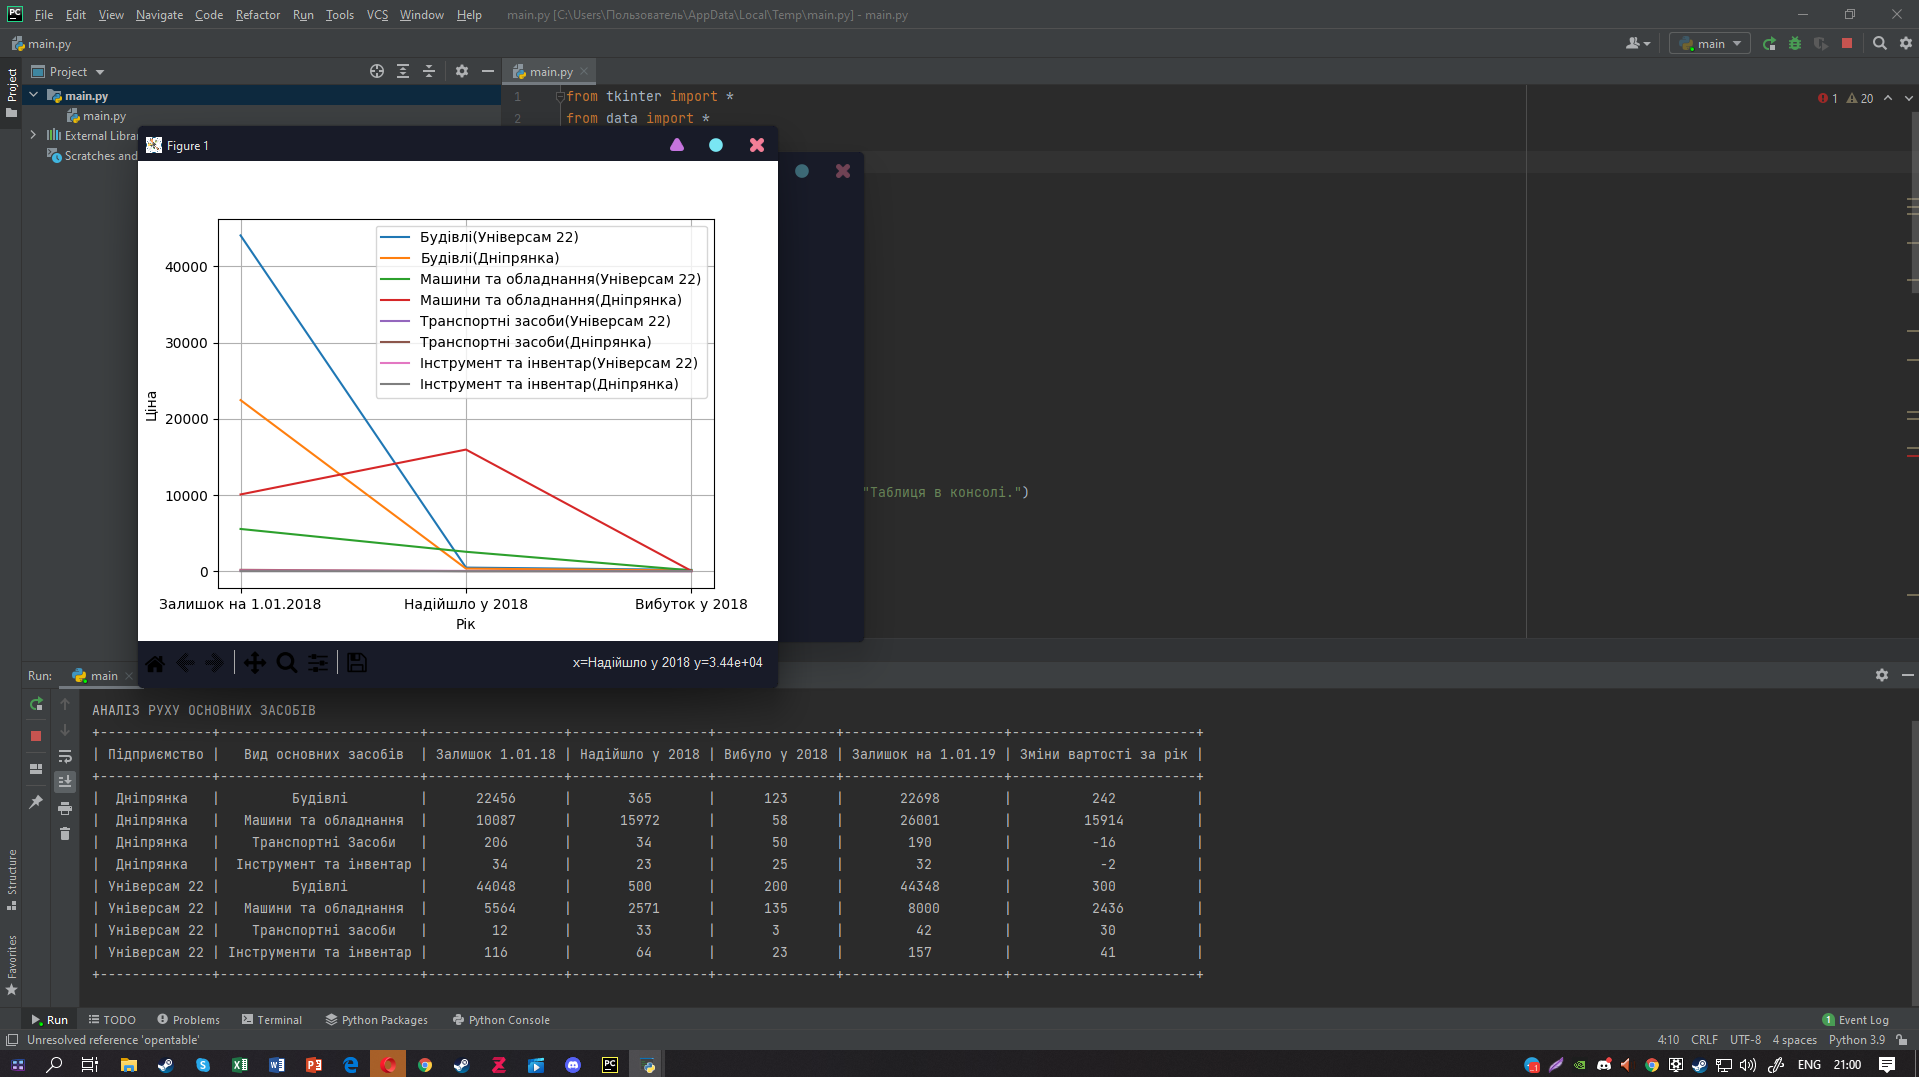 File Edit View Navigate Code Refactor Run Tools VCS Window Help main.py [C:\Users\Пользователь\AppData\Local\Temp\main.py] - main.py
main.py
main
Project
Project
main.py
main.py
main.py
External Libra
Scratches and
1 from tkinter import *
2 from data import *
1 20
Figure 1
Будівлі(Універсам 22)
Будівлі(Дніпрянка)
Машини та обладнання(Універсам 22)
Машини та обладнання(Дніпрянка)
Транспортні засоби(Універсам 22)
Транспортні засоби(Дніпрянка)
Інструмент та інвентар(Універсам 22)
Інструмент та інвентар(Дніпрянка)
40000
30000
20000
10000
0
Ціна
Залишок на 1.01.2018 Надійшло у 2018 Вибуток у 2018
Рік
x=Надійшло у 2018 y=3.44e+04
"Таблиця в консолі.")
Run: main
АНАЛІЗ РУХУ ОСНОВНИХ ЗАСОБІВ
+--------------+-------------------------+-----------------+-----------------+---------------+--------------------+-----------------------+
| Підприємство | Вид основних засобів | Залишок 1.01.18 | Надійшло у 2018 | Вибуло у 2018 | Залишок на 1.01.19 | Зміни вартості за рік |
+--------------+-------------------------+-----------------+-----------------+---------------+--------------------+-----------------------+
| Дніпрянка | Будівлі | 22456 | 365 | 123 | 22698 | 242 |
| Дніпрянка | Машини та обладнання | 10087 | 15972 | 58 | 26001 | 15914 |
| Дніпрянка | Транспортні Засоби | 206 | 34 | 50 | 190 | -16 |
| Дніпрянка | Інструмент та інвентар | 34 | 23 | 25 | 32 | -2 |
| Універсам 22 | Будівлі | 44048 | 500 | 200 | 44348 | 300 |
| Універсам 22 | Машини та обладнання | 5564 | 2571 | 135 | 8000 | 2436 |
| Універсам 22 | Транспортні засоби | 12 | 33 | 3 | 42 | 30 |
| Універсам 22 | Інструменти та інвентар | 116 | 64 | 23 | 157 | 41 |
+--------------+-------------------------+-----------------+-----------------+---------------+--------------------+-----------------------+
Structure
Favorites
Run TODO Problems Terminal Python Packages Python Console 1 Event Log
Unresolved reference 'opentable' 4:10 CRLF UTF-8 4 spaces Python 3.9
ENG 21:00